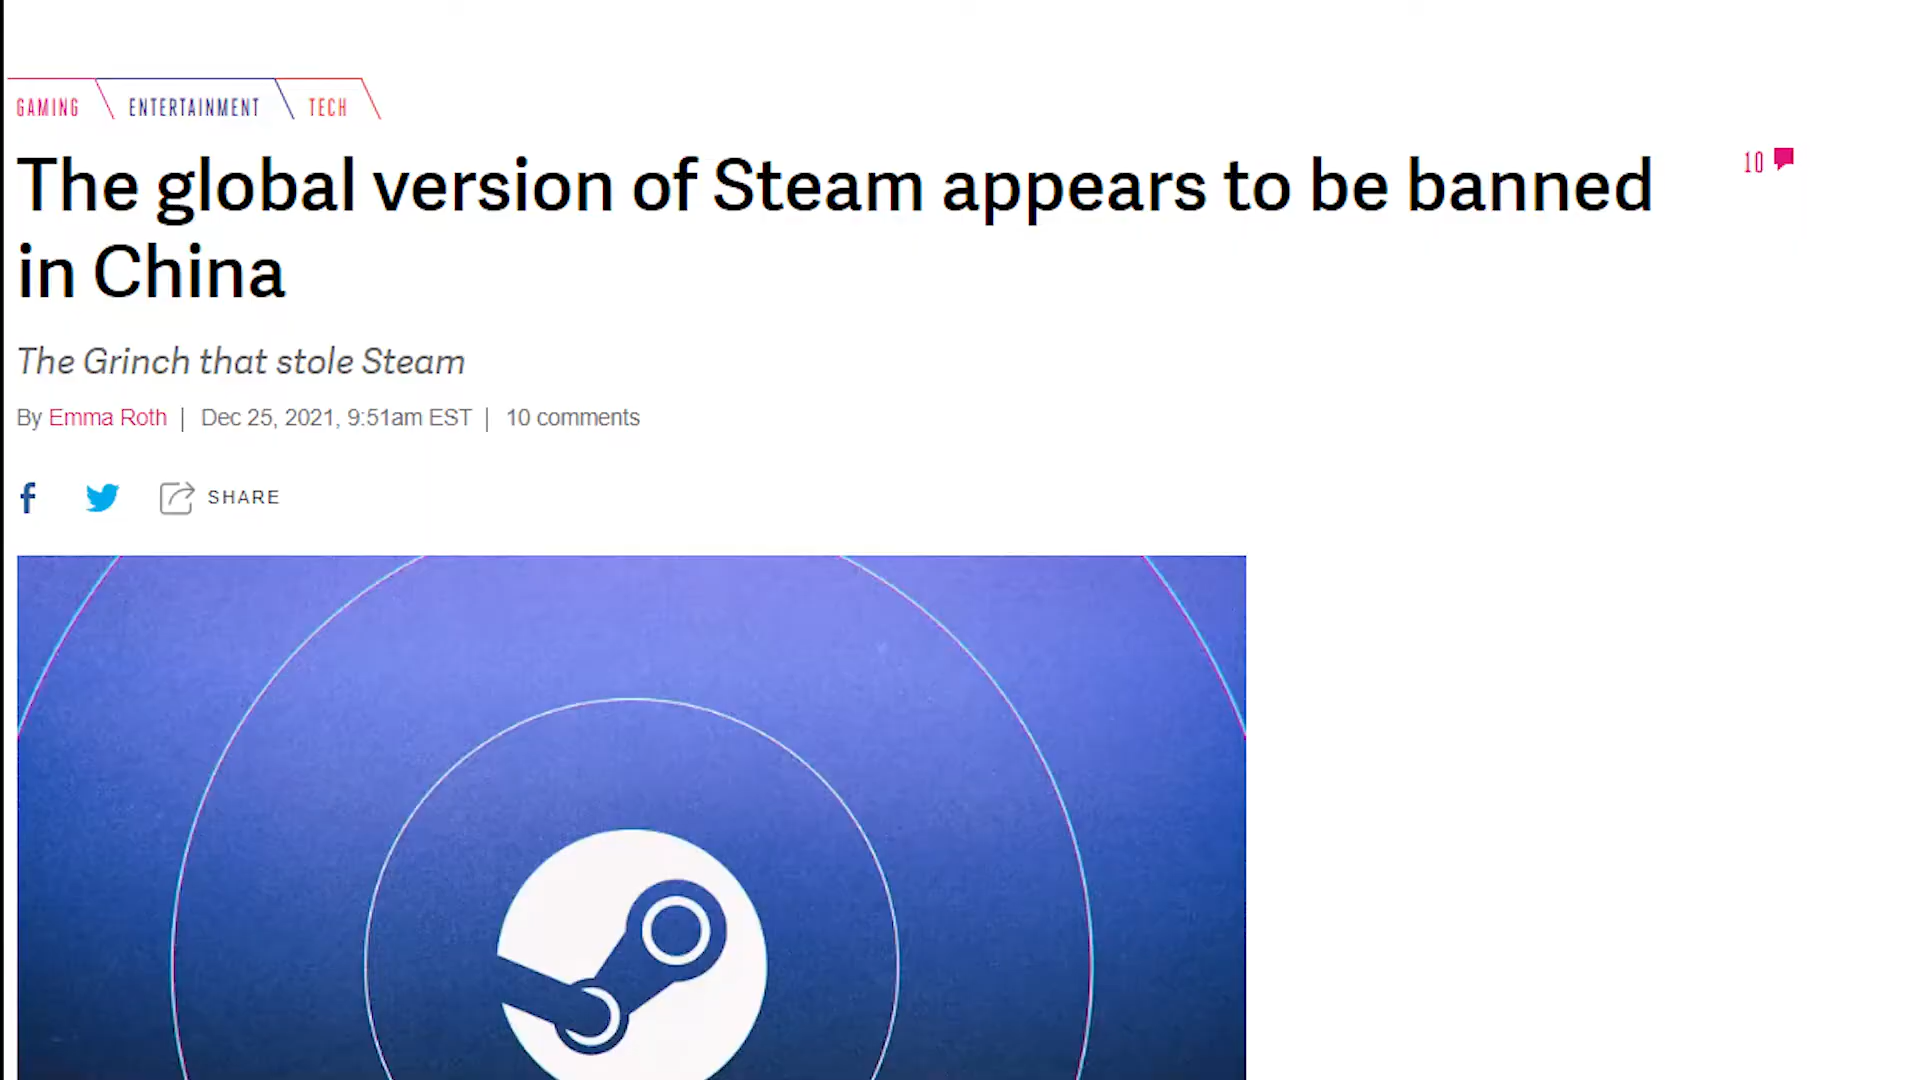 GAMING ENTERTAINMENT TECH
The global version of Steam appears to be banned
in China
10
The Grinch that stole Steam
By Emma Roth | Dec 25, 2021, 9:51am EST | 10 comments
f SHARE